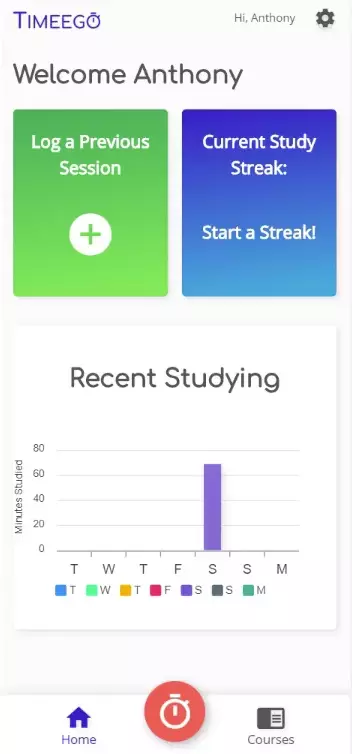 TIMEEGO
Hi, Anthony
Welcome Anthony
Log a Previous
Session
Current Study
Streak:
Start a Streak!
Recent Studying
Minutes Studied
80
60
40
20
0
T W T F S S M
T W T F S S M
Home
Courses